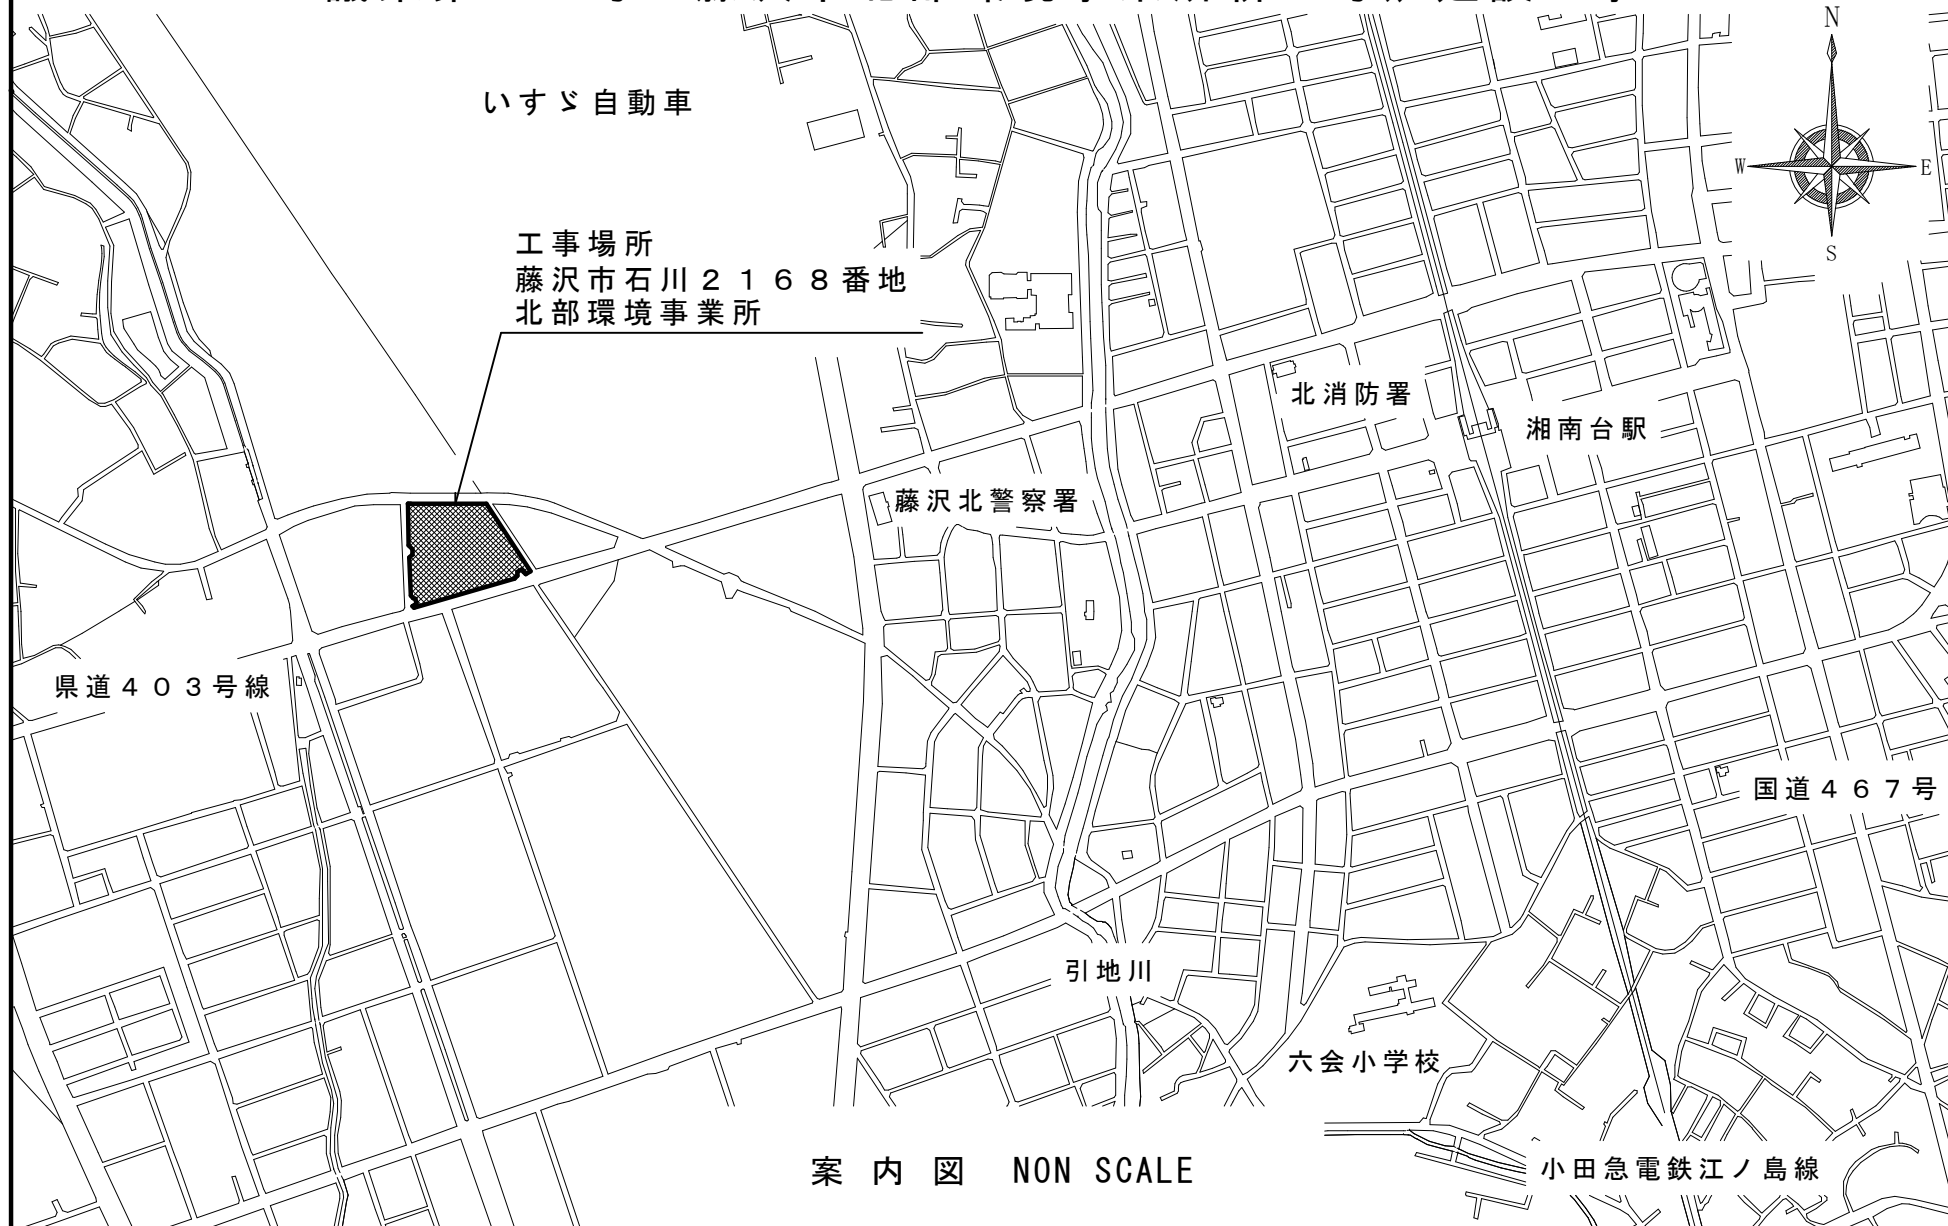 N
いすゞ自動車
W
E
工事場所
藤沢市石川２１６８番地
北部環境事業所
S
北消防署
湘南台駅
藤沢北警察署
県道４０３号線
国道４６７号
引地川
六会小学校
案内図 NON SCALE
小田急電鉄江ノ島線